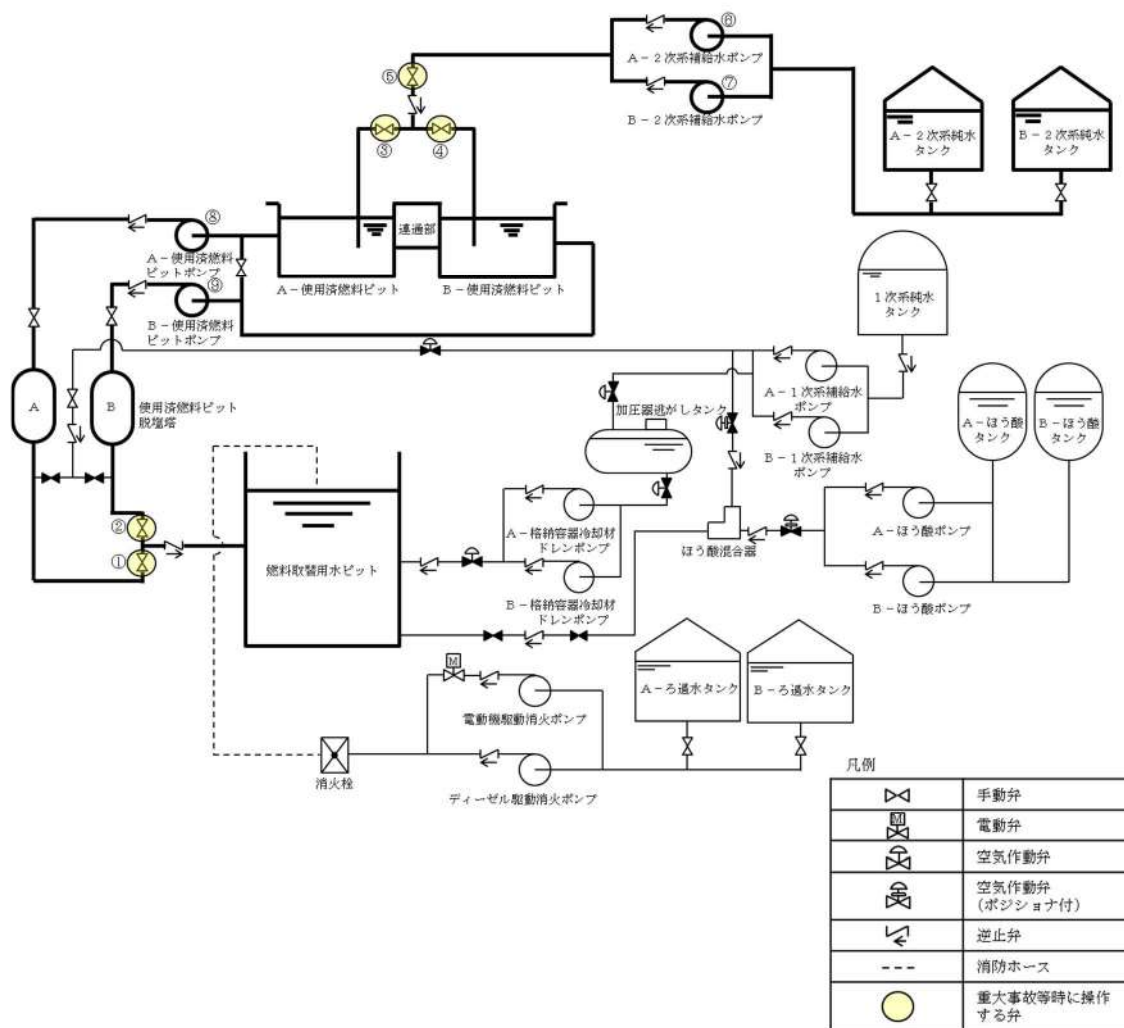 ⑥
A-2次系補給水ポンプ
⑤
⑦
B-2次系補給水ポンプ
A-2次系純水
タンク
B-2次系純水
タンク
③
④
⑧
連通部
A-使用済燃料
ピットポンプ
A-使用済燃料ピット
B-使用済燃料ピット
⑨
B-使用済燃料
ピットポンプ
1次系純水
タンク
A
B
使用済燃料ピット
脱塩塔
加圧器逃がしタンク
A-1次系補給水
ポンプ
B-1次系補給水
ポンプ
A-ほう酸
タンク
B-ほう酸
タンク
②
①
燃料取替用水ピット
A-格納容器冷却材
ドレンポンプ
B-格納容器冷却材
ドレンポンプ
ほう酸混合器
A-ほう酸ポンプ
B-ほう酸ポンプ
M
電動機駆動消火ポンプ
A-ろ過水タンク
B-ろ過水タンク
消火栓
ディーゼル駆動消火ポンプ
凡例
手動弁
M
電動弁
空気作動弁
空気作動弁
(ポジショナ付)
逆止弁
消防ホース
重大事故等時に操作
する弁